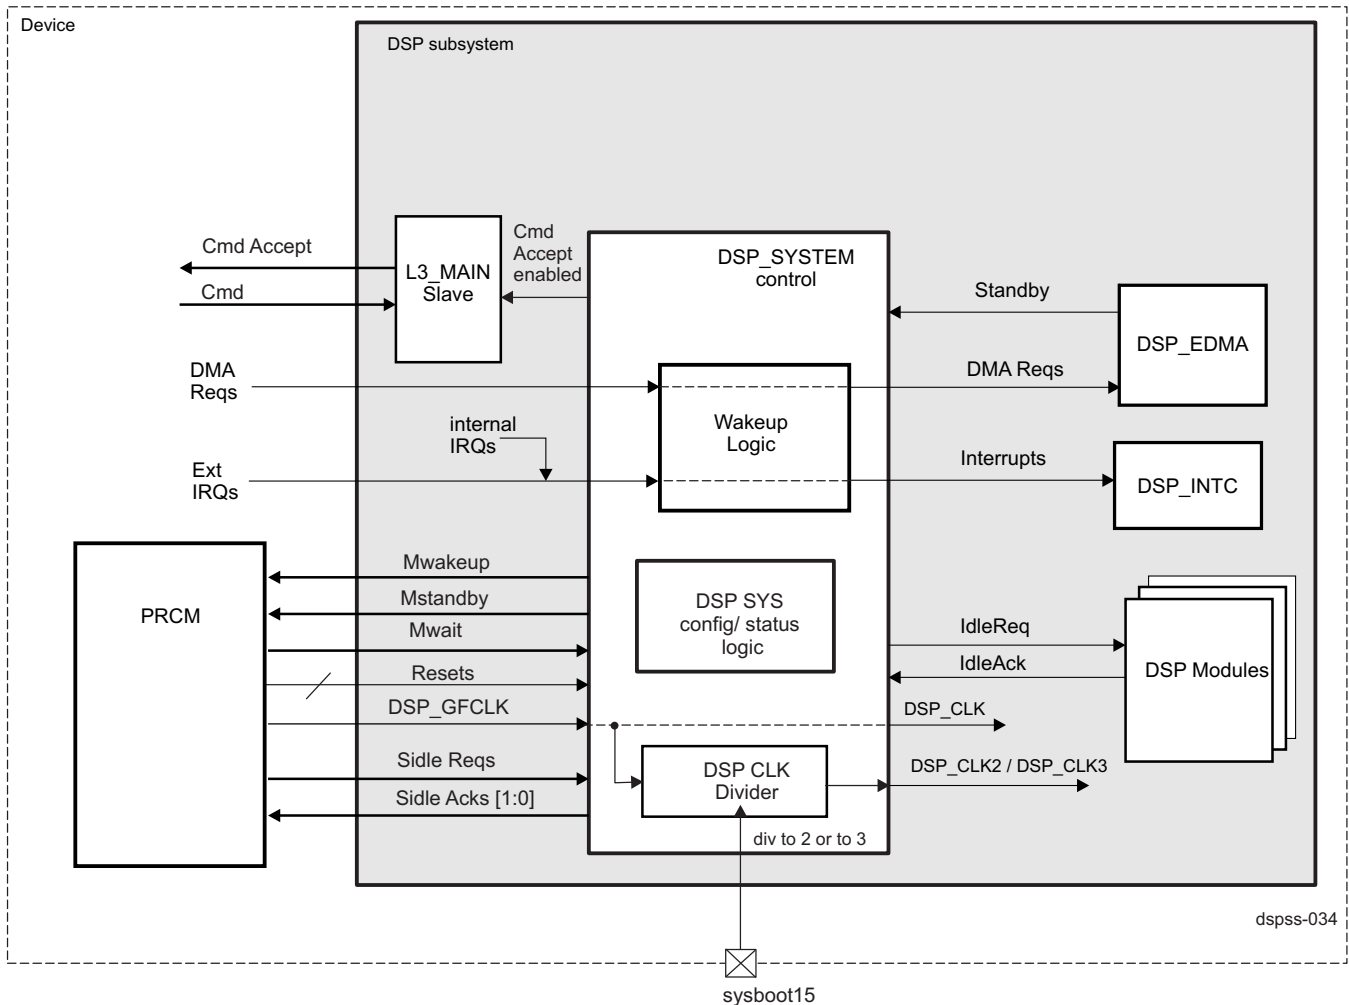 Device
DSP subsystem
Cmd Accept
Cmd
L3_MAIN
Slave
Cmd
Accept
enabled
DSP_SYSTEM
control
Standby
DSP_EDMA
DMA
Reqs
DMA Reqs
Wakeup
Logic
internal
IRQs
Ext
IRQs
Interrupts
DSP_INTC
PRCM
Mwakeup
Mstandby
Mwait
Resets
DSP_GFCLK
Sidle Reqs
Sidle Acks [1:0]
DSP SYS
config/ status
logic
IdleReq
IdleAck
DSP Modules
DSP_CLK
DSP CLK
Divider
DSP_CLK2 / DSP_CLK3
div to 2 or to 3
dspss-034
sysboot15